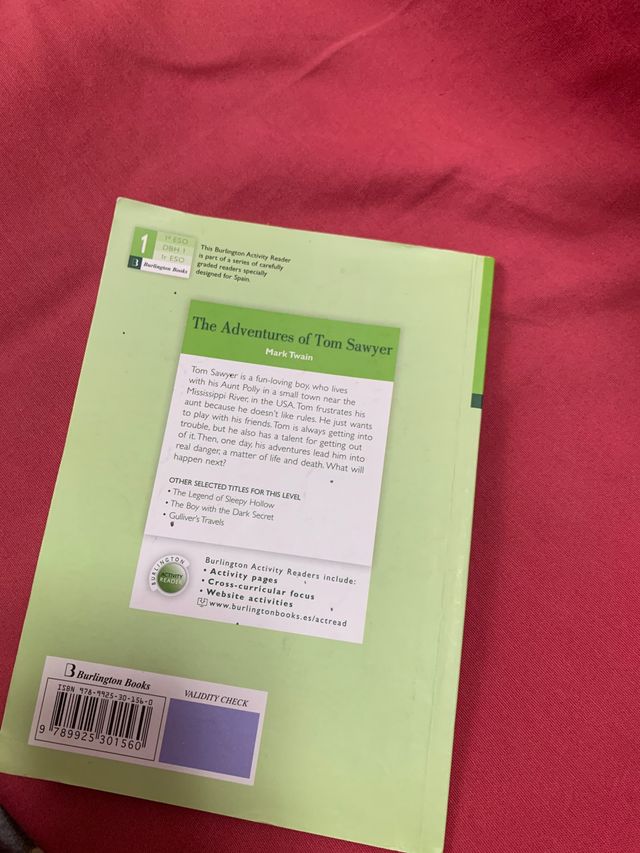 1
1º ESO
DBH 1
1r ESO
B Burlington Books
This Burlington Activity Reader
is part of a series of carefully
graded readers specially
designed for Spain.
The Adventures of Tom Sawyer
Mark Twain
Tom Sawyer is a fun-loving boy, who lives
with his Aunt Polly in a small town near the
Mississippi River, in the USA. Tom frustrates his
aunt because he doesn't like rules. He just wants
to play with his friends. Tom is always getting into
trouble, but he also has a talent for getting out
of it. Then, one day, his adventures lead him into
real danger, a matter of life and death. What will
happen next?
OTHER SELECTED TITLES FOR THIS LEVEL
• The Legend of Sleepy Hollow
• The Boy with the Dark Secret
• Gulliver's Travels
BURLINGTON
ACTIVITY
READER
Burlington Activity Readers include:
• Activity pages
• Cross-curricular focus
• Website activities
www.burlingtonbooks.es/actread
B Burlington Books
ISBN 978-9925-30-156-0
9 789925 301560
VALIDITY CHECK